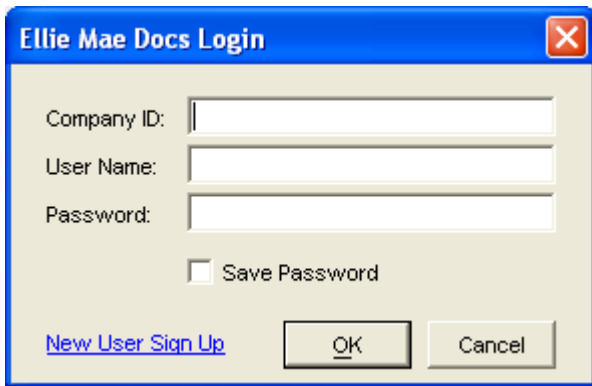 Ellie Mae Docs Login
Company ID:
User Name:
Password:
Save Password
New User Sign Up OK Cancel